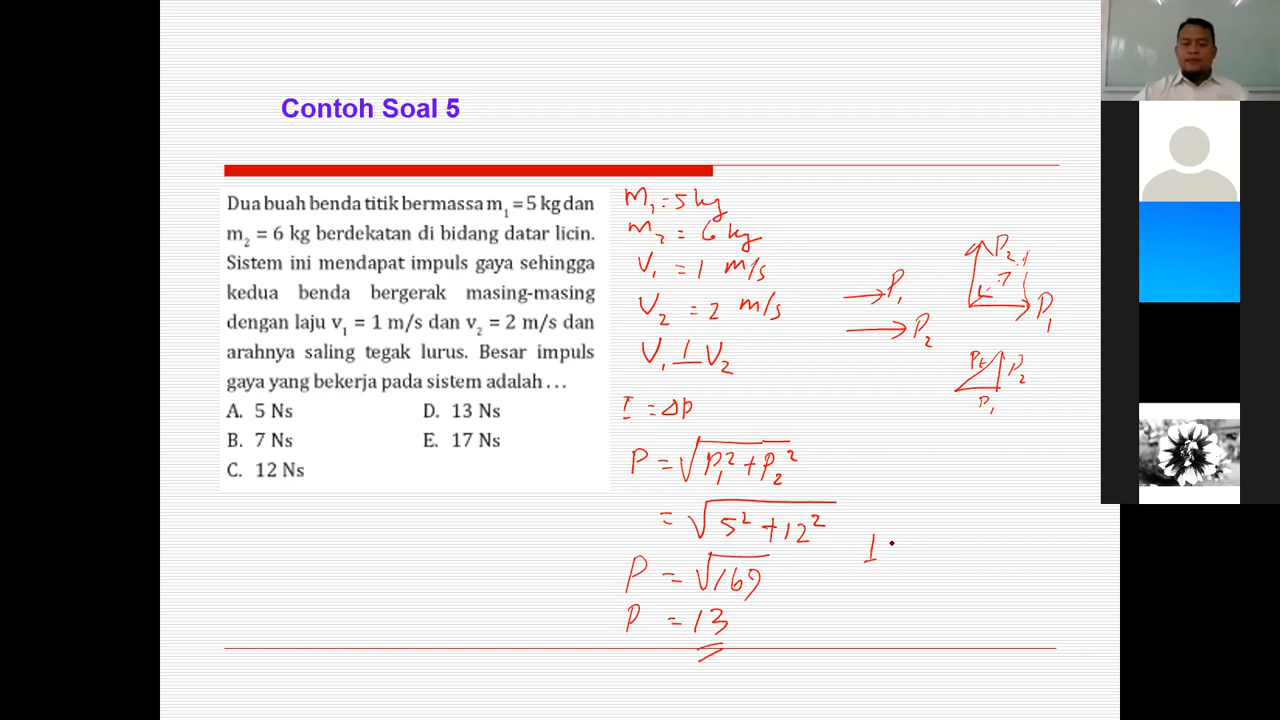 Contoh Soal 5
Dua buah benda titik bermassa m₁ = 5 kg dan
m₂ = 6 kg berdekatan di bidang datar licin.
Sistem ini mendapat impuls gaya sehingga
kedua benda bergerak masing-masing
dengan laju v₁ = 1 m/s dan v₂ = 2 m/s dan
arahnya saling tegak lurus. Besar impuls
gaya yang bekerja pada sistem adalah . . .
A. 5 Ns
B. 7 Ns
C. 12 Ns
D. 13 Ns
E. 17 Ns
m₁ = 5 kg
m₂ = 6 kg
V₁ = 1 m/s
V₂ = 2 m/s
V₁ ⊥ V₂
I = Δp
P = √P₁² + P₂²
= √5² + 12²
P = √169
P = 13
P₁
P₂
P₂
P₁
P₂
P₁
I